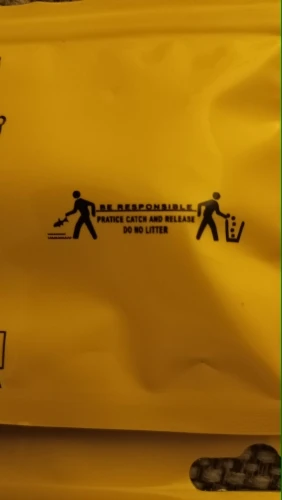 BE RESPONSIBLE
PRATICE CATCH AND RELEASE
DO NO LITTER